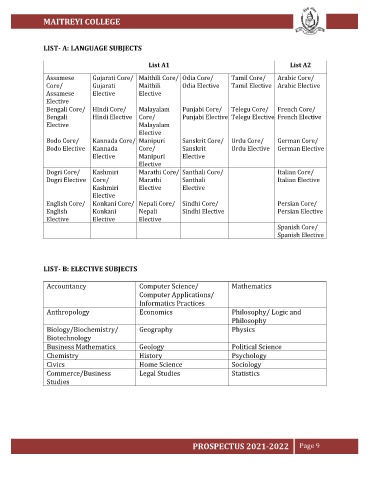 MAITREYI COLLEGE
LIST- A: LANGUAGE SUBJECTS
List A1 List A2
Assamese Core/ Assamese Elective Gujarati Core/ Gujarati Elective Maithili Core/ Maithili Elective Odia Core/ Odia Elective Tamil Core/ Tamil Elective Arabic Core/ Arabic Elective
Bengali Core/ Bengali Elective Hindi Core/ Hindi Elective Malayalam Core/ Malayalam Elective Punjabi Core/ Punjabi Elective Telegu Core/ Telegu Elective French Core/ French Elective
Bodo Core/ Bodo Elective Kannada Core/ Kannada Elective Manipuri Core/ Manipuri Elective Sanskrit Core/ Sanskrit Elective Urdu Core/ Urdu Elective German Core/ German Elective
Dogri Core/ Dogri Elective Kashmiri Core/ Kashmiri Elective Marathi Core/ Marathi Elective Santhali Core/ Santhali Elective Italian Core/ Italian Elective
English Core/ English Elective Konkani Core/ Konkani Elective Nepali Core/ Nepali Elective Sindhi Core/ Sindhi Elective Persian Core/ Persian Elective
Spanish Core/ Spanish Elective
LIST- B: ELECTIVE SUBJECTS
Accountancy Computer Science/ Computer Applications/ Informatics Practices Mathematics
Anthropology Economics Philosophy/ Logic and Philosophy
Biology/Biochemistry/ Biotechnology Geography Physics
Business Mathematics Geology Political Science
Chemistry History Psychology
Civics Home Science Sociology
Commerce/Business Studies Legal Studies Statistics
PROSPECTUS 2021-2022 Page 9